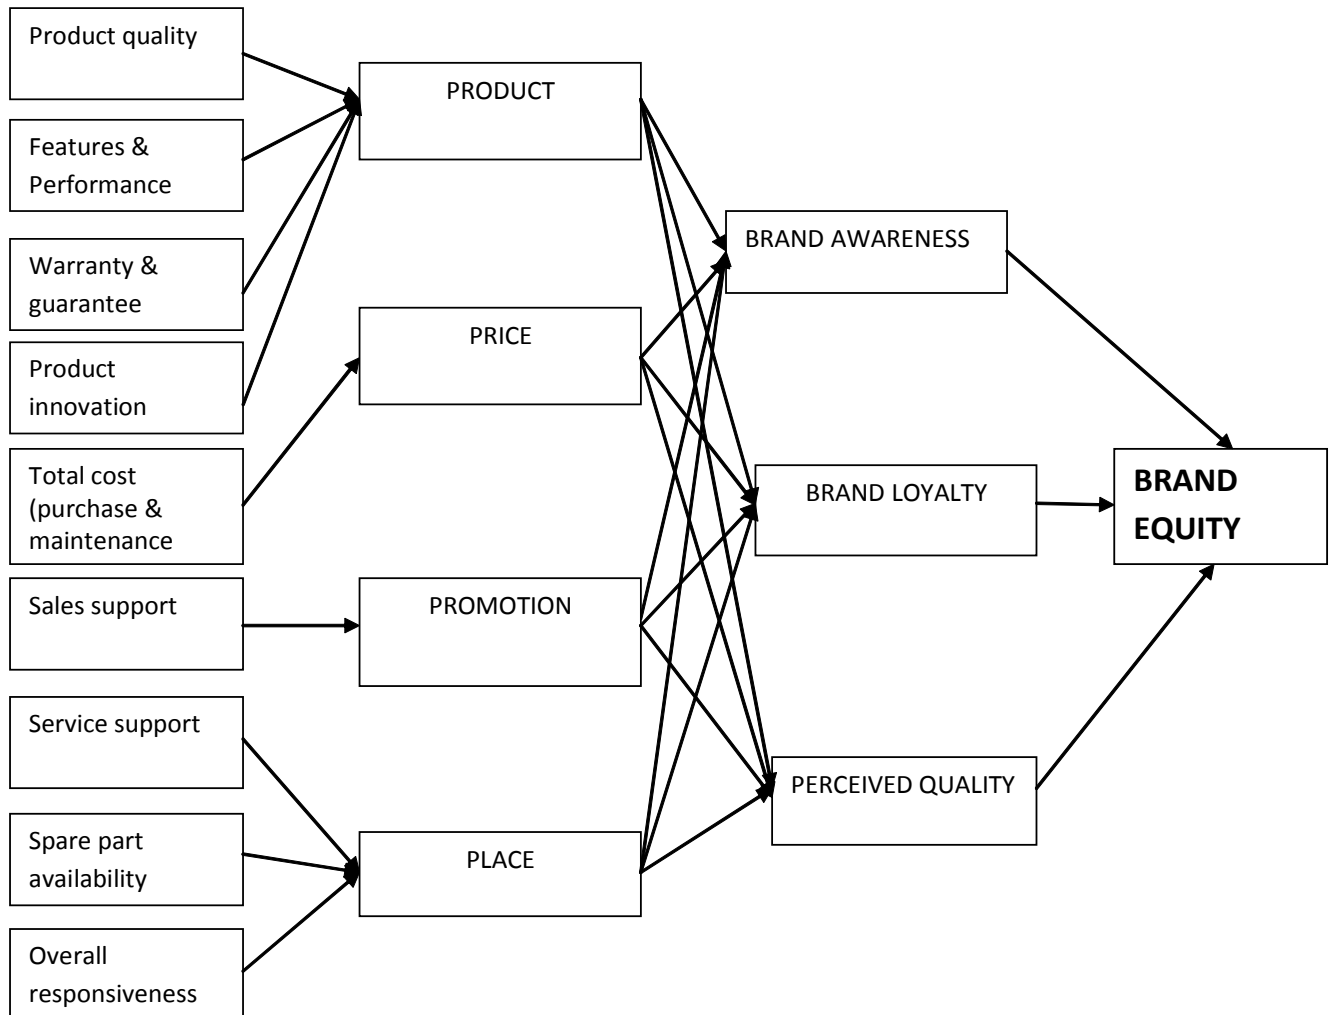 Product quality
Features &
Performance
Warranty &
guarantee
Product
innovation
Total cost
(purchase &
maintenance
Sales support
Service support
Spare part
availability
Overall
responsiveness
PRODUCT
PRICE
PROMOTION
PLACE
BRAND AWARENESS
BRAND LOYALTY
PERCEIVED QUALITY
BRAND
EQUITY